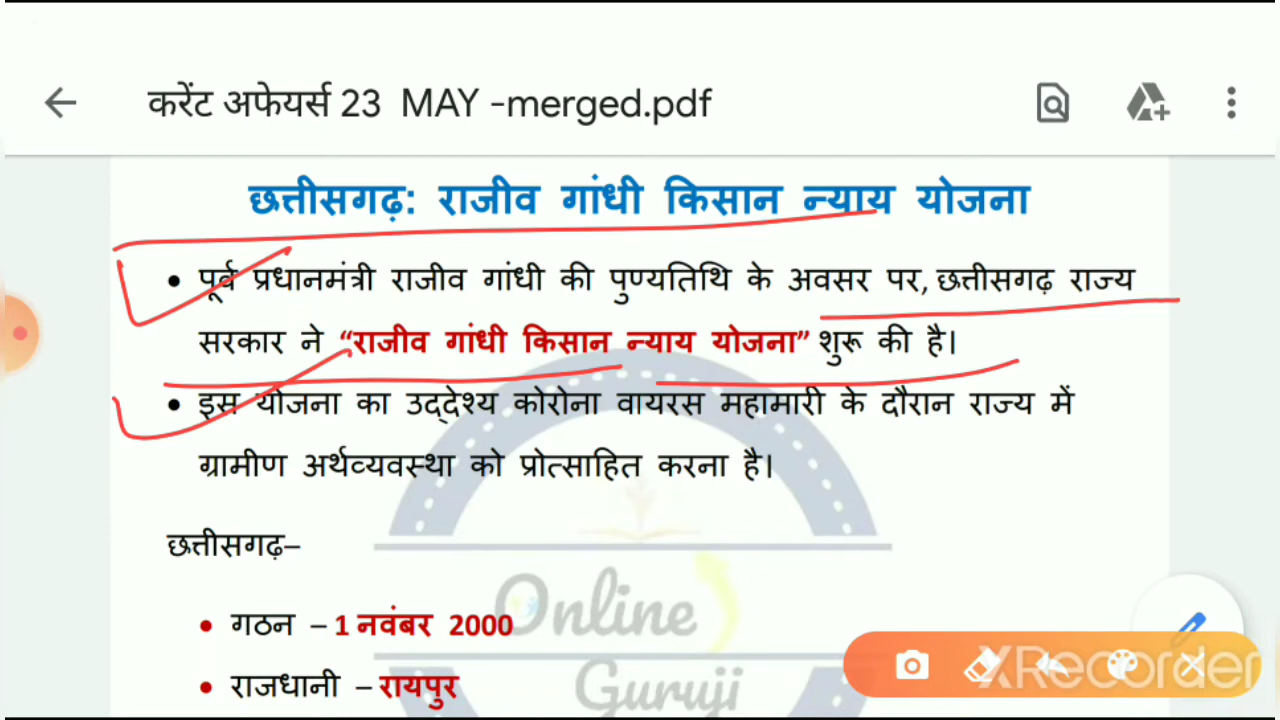 करेंट अफेयर्स 23 MAY -merged.pdf
छत्तीसगढ़: राजीव गांधी किसान न्याय योजना
• पूर्व प्रधानमंत्री राजीव गांधी की पुण्यतिथि के अवसर पर, छत्तीसगढ़ राज्य
सरकार ने “राजीव गांधी किसान न्याय योजना” शुरू की है।
• इस योजना का उद्देश्य कोरोना वायरस महामारी के दौरान राज्य में
ग्रामीण अर्थव्यवस्था को प्रोत्साहित करना है।
छत्तीसगढ़–
• गठन – 1 नवंबर 2000
• राजधानी – रायपुर
Online
Guruji
XRecorder